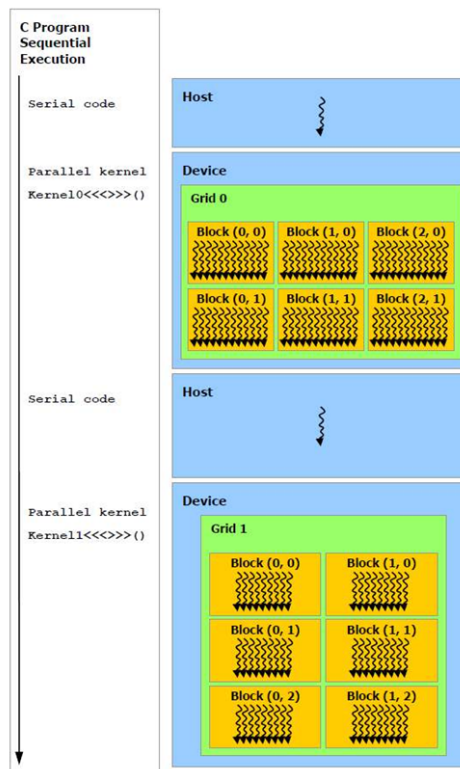 C Program
Sequential
Execution
Serial code
Host
Parallel kernel
Kernel0<<<>>>()
Device
Grid 0
Block (0, 0)
Block (1, 0)
Block (2, 0)
Block (0, 1)
Block (1, 1)
Block (2, 1)
Serial code
Host
Parallel kernel
Kernel1<<<>>>()
Device
Grid 1
Block (0, 0)
Block (1, 0)
Block (0, 1)
Block (1, 1)
Block (0, 2)
Block (1, 2)